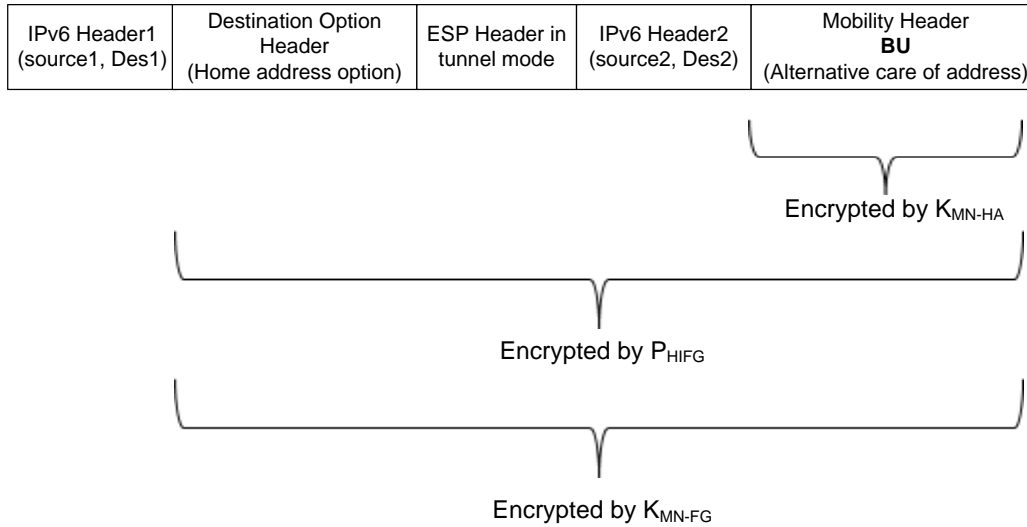 IPv6 Header1
(source1, Des1)
Destination Option
Header
(Home address option)
ESP Header in
tunnel mode
IPv6 Header2
(source2, Des2)
Mobility Header
BU
(Alternative care of address)
Encrypted by KMN-HA
Encrypted by PHIFG
Encrypted by KMN-FG